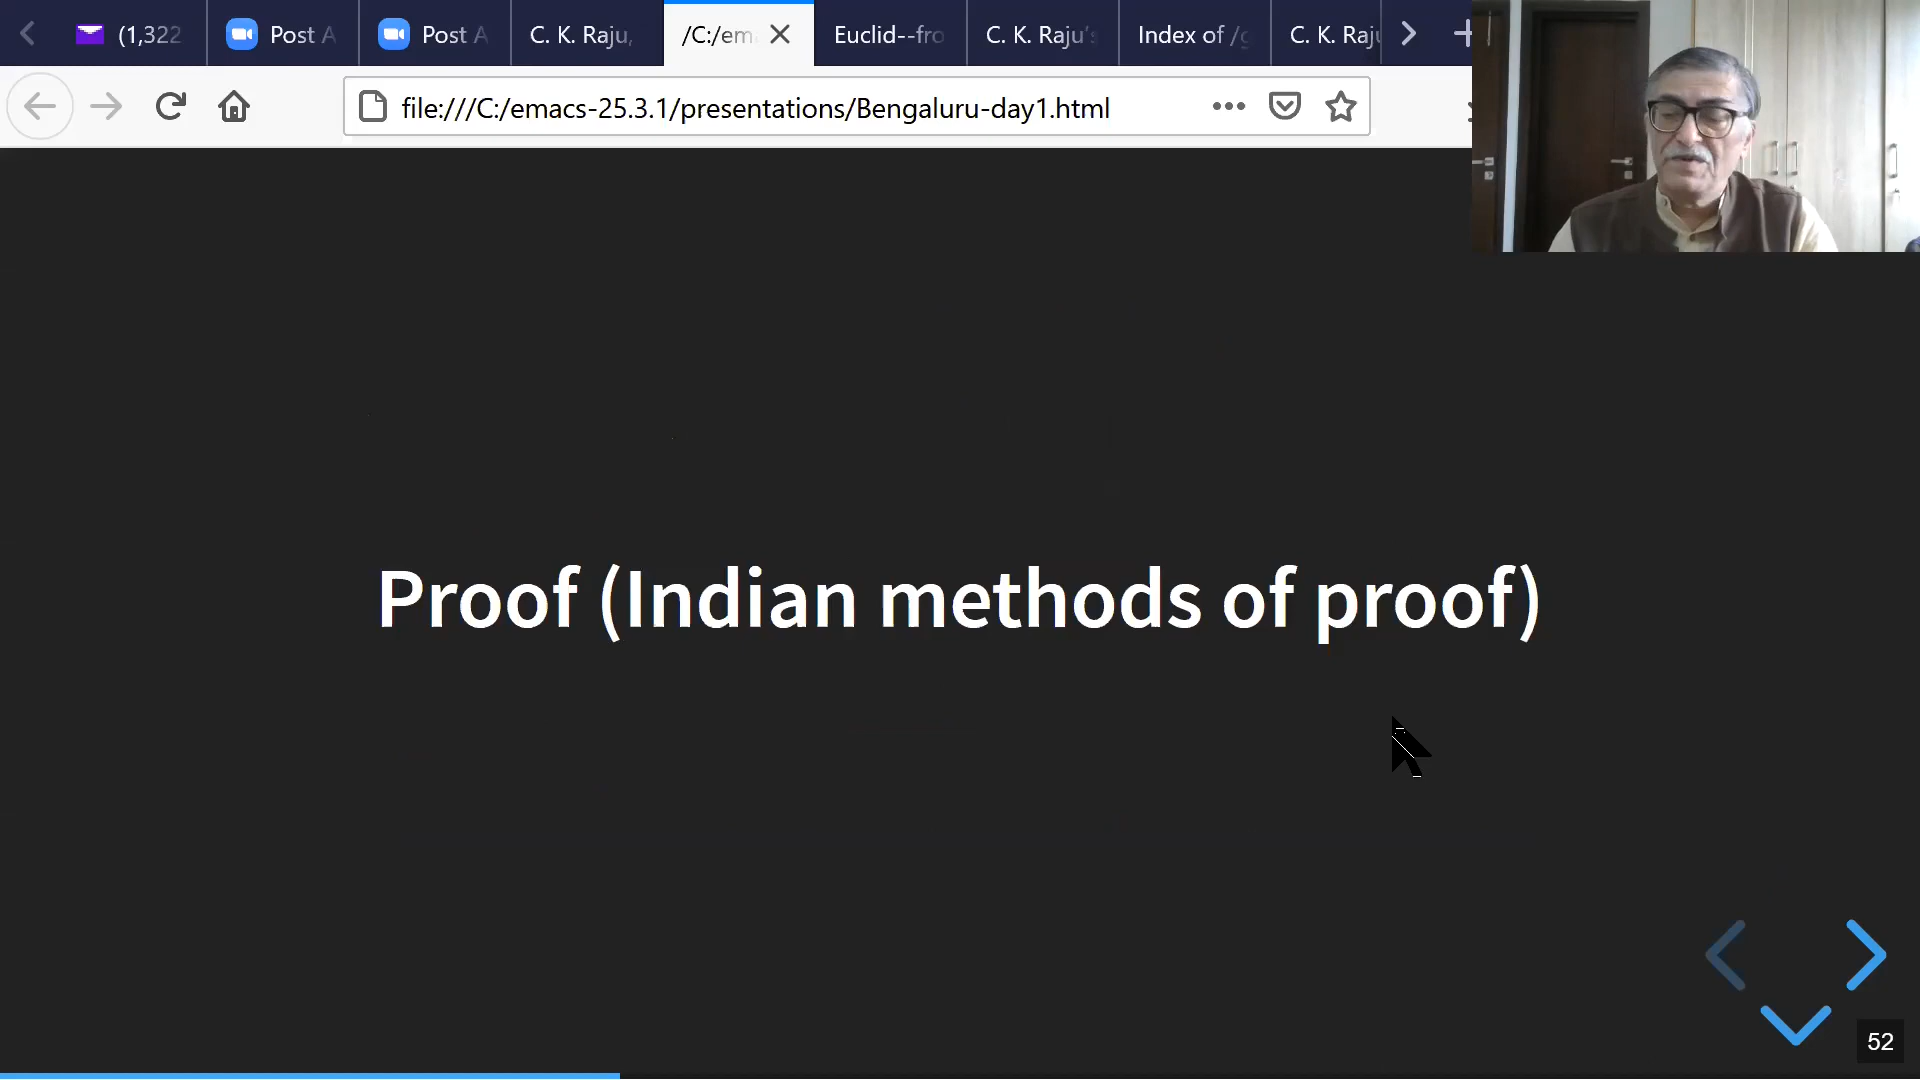 (1,322
Post A
Post A
C. K. Raju,
/C:/em
Euclid--fro
C. K. Raju's
Index of /g
C. K. Raju
file:///C:/emacs-25.3.1/presentations/Bengaluru-day1.html
Proof (Indian methods of proof)
52